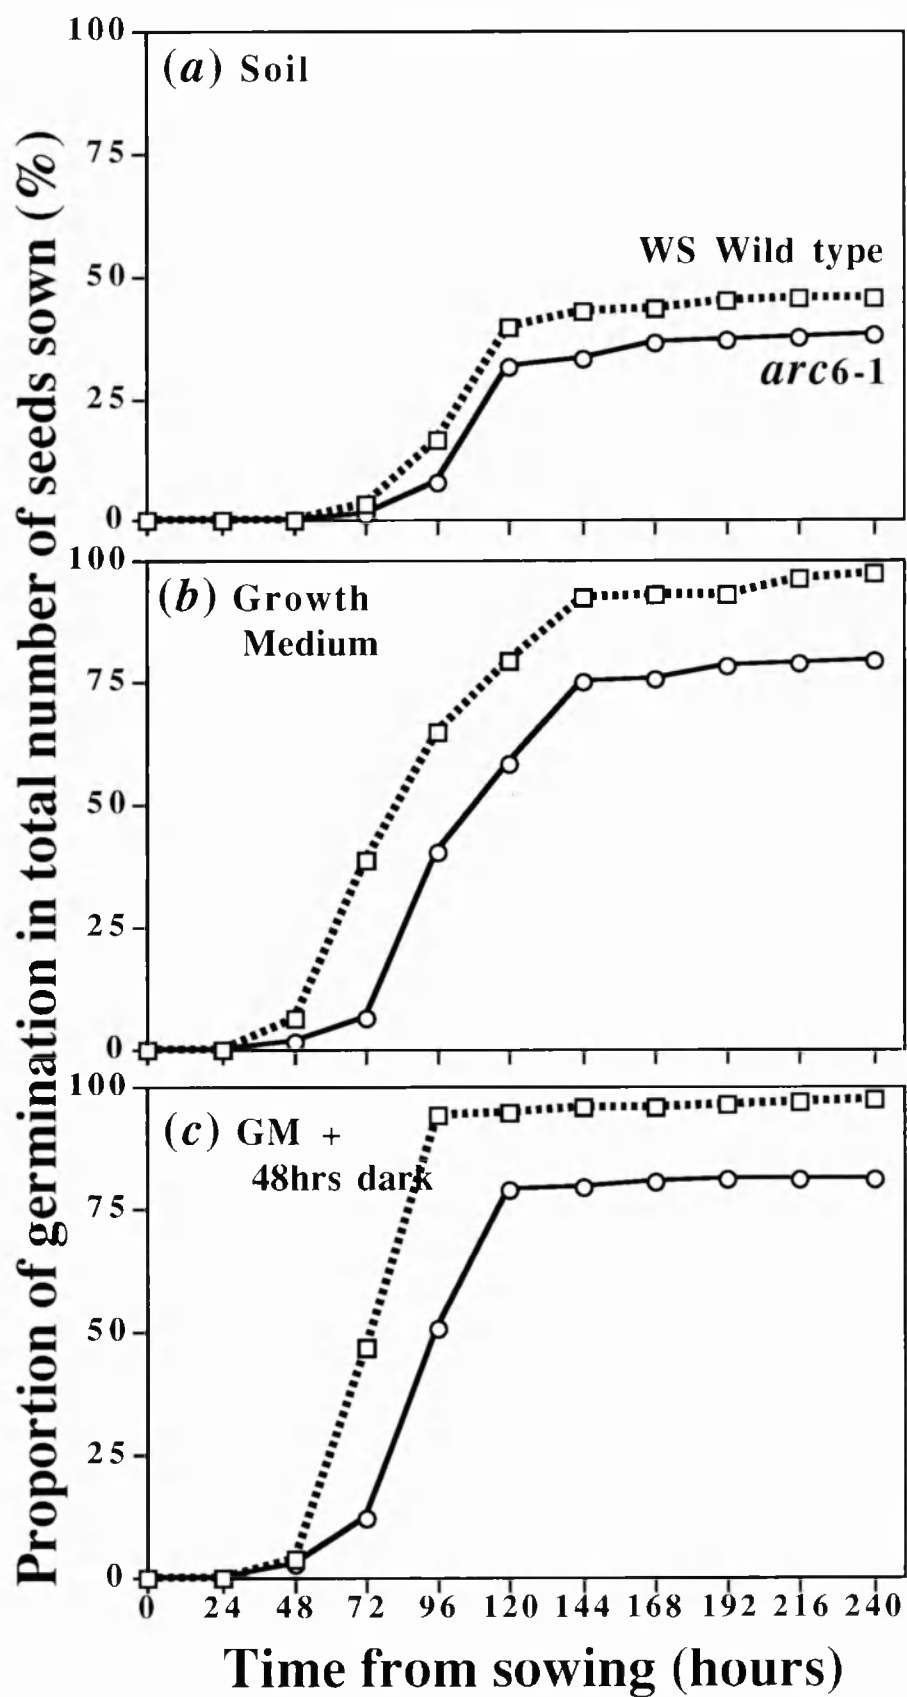 Proportion of germination in total number of seeds sown (%)
100
(a) Soil
75
50
WS Wild type
25
arc6-1
0
100
(b) Growth
Medium
75
50
25
0
100
(c) GM +
48hrs dark
75
50
25
0
0 24 48 72 96 120 144 168 192 216 240
Time from sowing (hours)